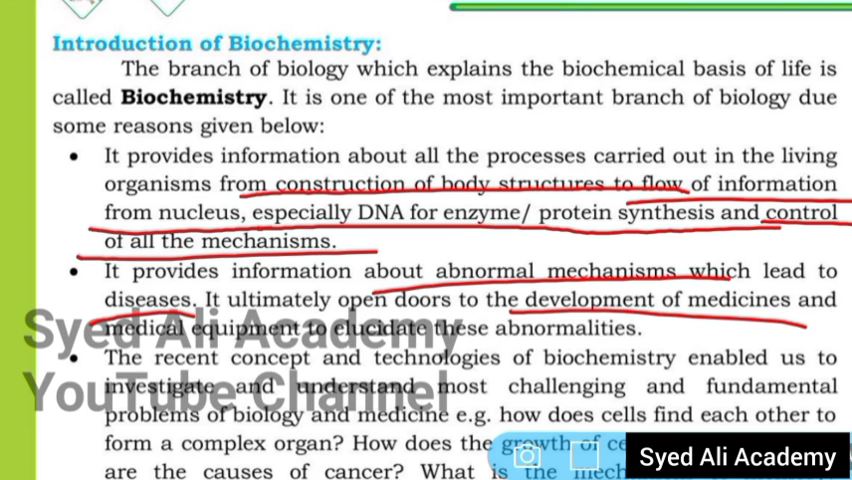 Introduction of Biochemistry:
The branch of biology which explains the biochemical basis of life is
called Biochemistry. It is one of the most important branch of biology due
some reasons given below:
• It provides information about all the processes carried out in the living
organisms from construction of body structures to flow of information
from nucleus, especially DNA for enzyme/ protein synthesis and control
of all the mechanisms.
• It provides information about abnormal mechanisms which lead to
diseases. It ultimately open doors to the development of medicines and
medical equipment to elucidate these abnormalities.
• The recent concept and technologies of biochemistry enabled us to
investigate and understand most challenging and fundamental
problems of biology and medicine e.g. how does cells find each other to
form a complex organ? How does the growth of
are the causes of cancer? What is the
Syed Ali Academy
YouTube Channel
Syed Ali Academy